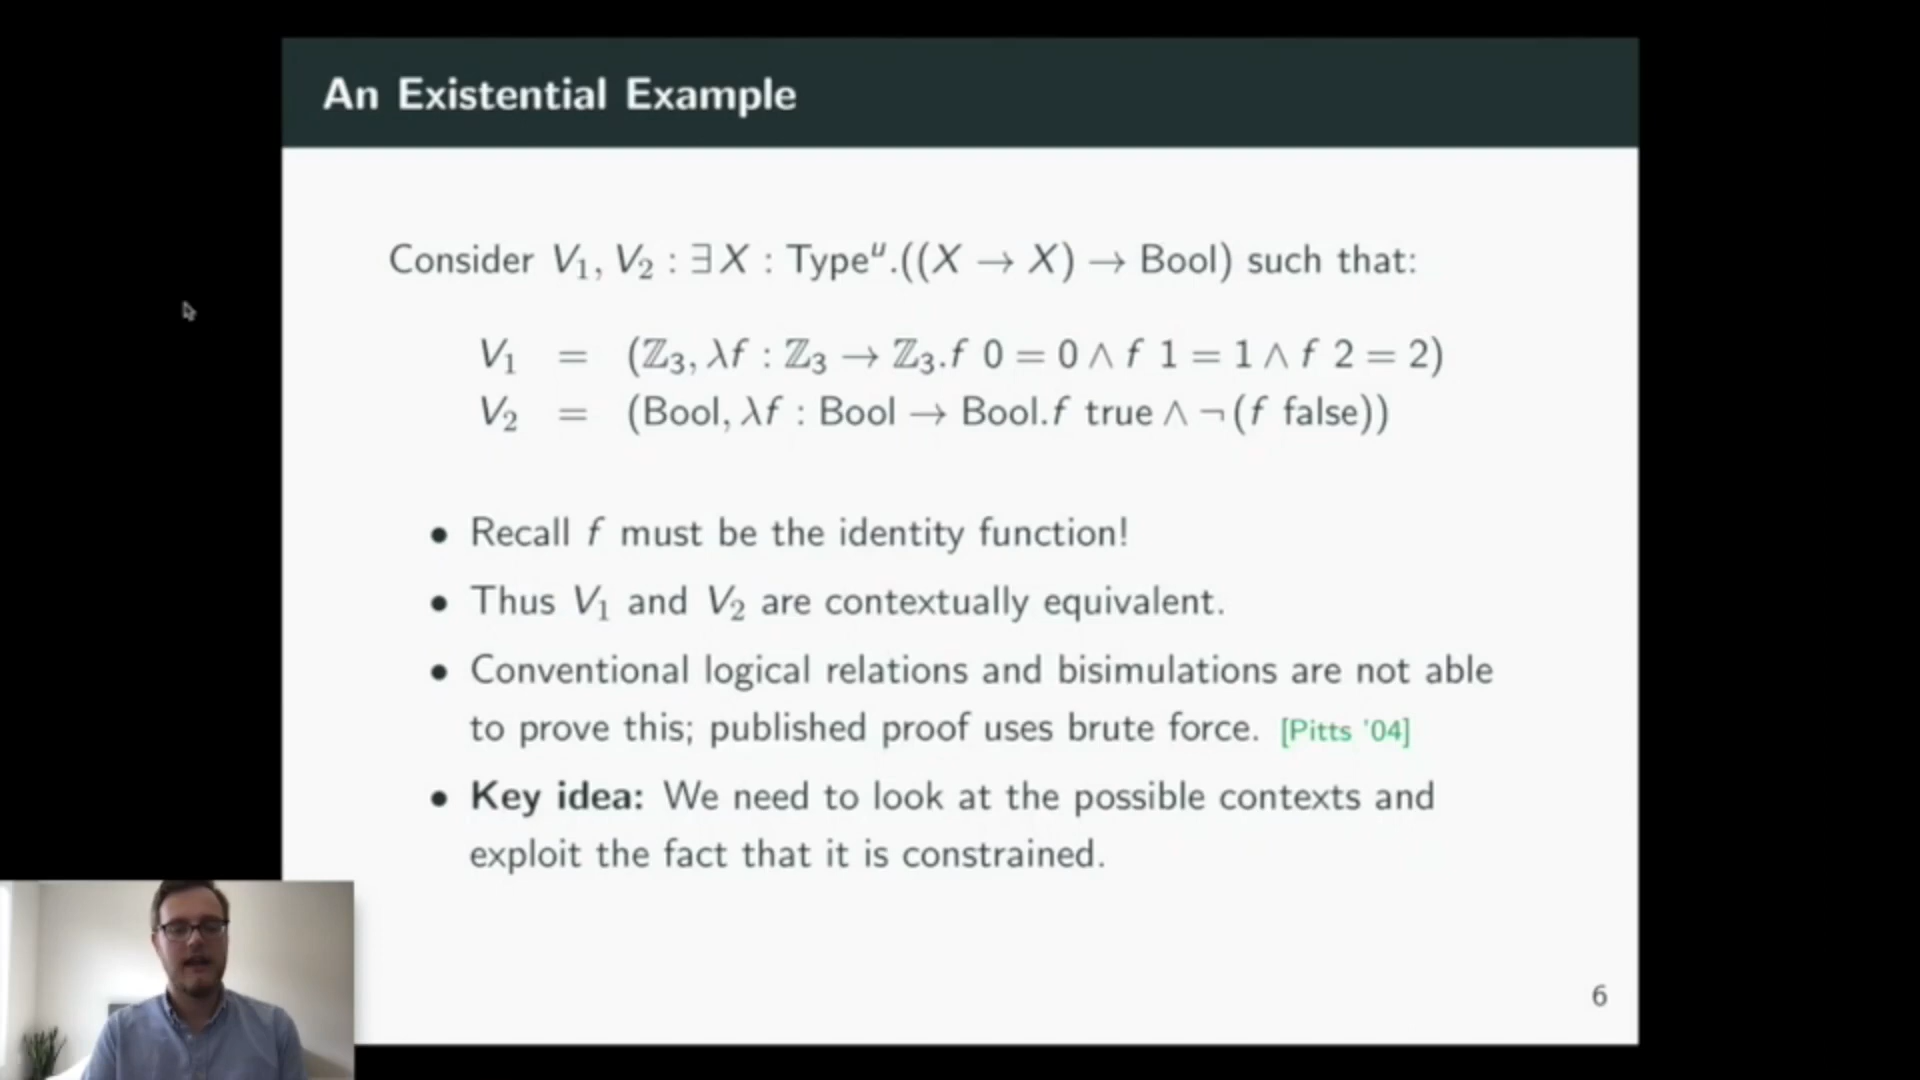 An Existential Example
Consider V₁, V₂ : ∃X : Typeᵘ.((X → X) → Bool) such that:
V₁ = (ℤ₃, λf : ℤ₃ → ℤ₃.f 0 = 0 ∧ f 1 = 1 ∧ f 2 = 2)
V₂ = (Bool, λf : Bool → Bool.f true ∧ ¬(f false))
• Recall f must be the identity function!
• Thus V₁ and V₂ are contextually equivalent.
• Conventional logical relations and bisimulations are not able
to prove this; published proof uses brute force. [Pitts '04]
• Key idea: We need to look at the possible contexts and
exploit the fact that it is constrained.
6